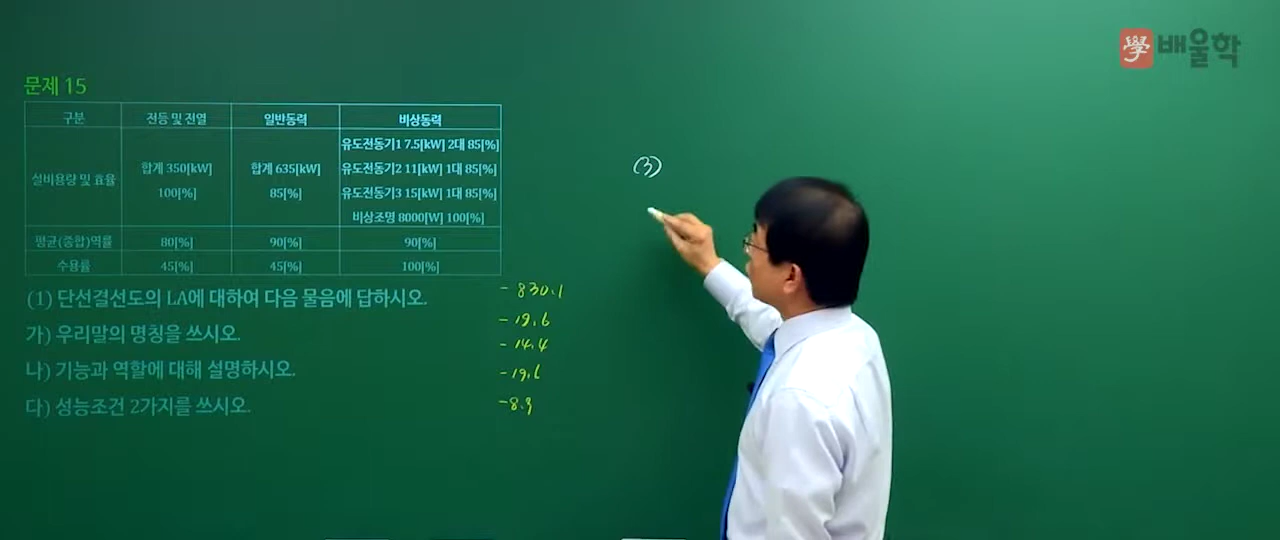 學 배울학
문제 15
구분 전등 및 전열 일반동력 비상동력
설비용량 및 효율
합계 350[kW]
100[%]
합계 635[kW]
85[%]
유도전동기1 7.5[kW] 2대 85[%]
유도전동기2 11[kW] 1대 85[%]
유도전동기3 15[kW] 1대 85[%]
비상조명 8000[W] 100[%]
평균(종합)역률 80[%] 90[%] 90[%]
수용률 45[%] 45[%] 100[%]
(1) 단선결선도의 LA에 대하여 다음 물음에 답하시오.
가) 우리말의 명칭을 쓰시오.
나) 기능과 역할에 대해 설명하시오.
다) 성능조건 2가지를 쓰시오.
- 830.1
- 19.6
- 14.4
- 19.6
(3)